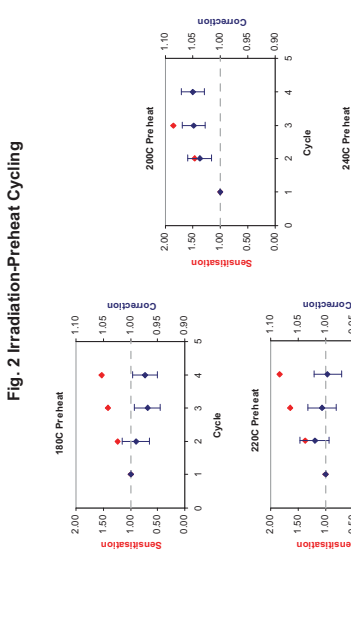 Fig. 2 Irradiation-Preheat Cycling
180C Preheat
Sensitisation
2.00
1.50
1.00
0.50
0.00
0 1 2 3 4 5
Cycle
1.10
1.05
1.00
0.95
0.90
Correction
200C Preheat
Sensitisation
2.00
1.50
1.00
0.50
0.00
0 1 2 3 4 5
Cycle
1.10
1.05
1.00
0.95
0.90
Correction
220C Preheat
2.00
1.50
1.00
1.10
1.05
1.00
Correction
240C Preheat